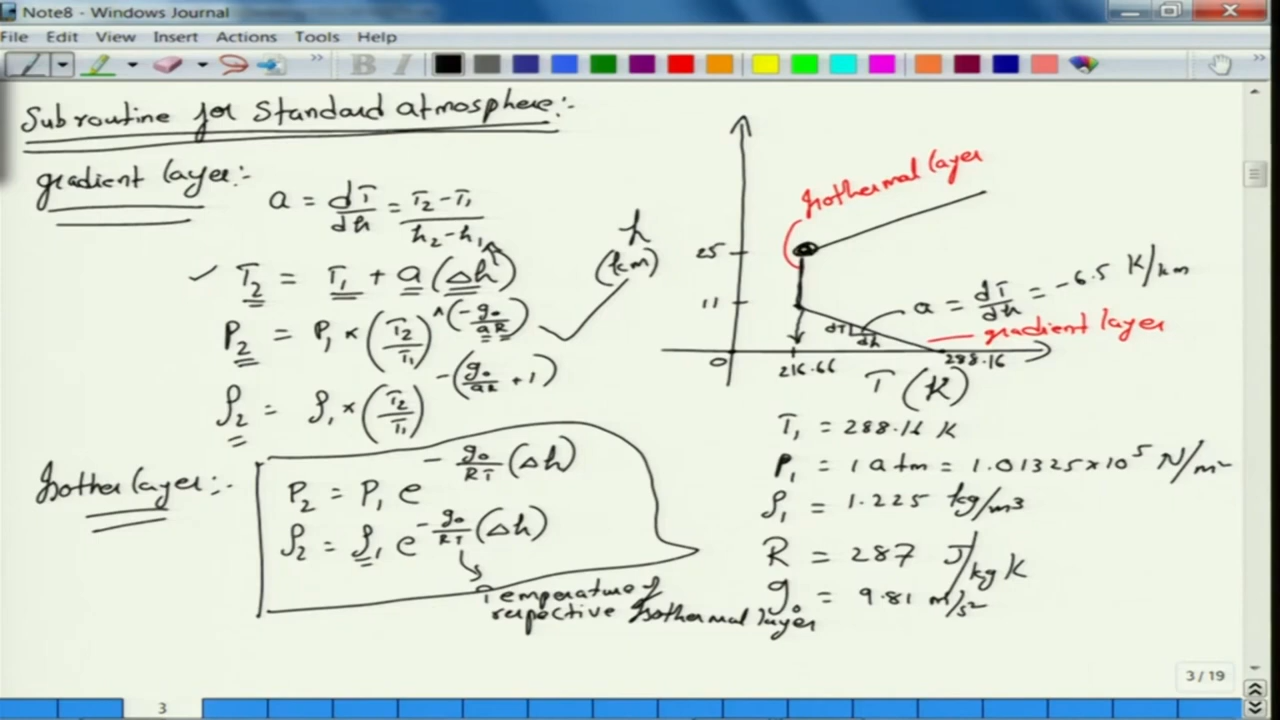 Note8 - Windows Journal
File Edit View Insert Actions Tools Help
B I
Subroutine for Standard atmosphere:-
gradient layer:-
a = dT/dh = T2-T1/h2-h1
T2 = T1 + a (Δh)
P2 = P1 × (T2/T1)^(-g0/aR)
ρ2 = ρ1 × (T2/T1)^-(g0/aR + 1)
Isother layer:-
P2 = P1 e^-g0/RT (Δh)
ρ2 = ρ1 e^-g0/RT (Δh)
Temperature of
respective Isothermal layer
h
(km)
Isothermal layer
25
11
a = dT/dh = -6.5 K/km
dT
dh
gradient layer
0
216.66
288.16
T (K)
T1 = 288.16 K
P1 = 1 atm = 1.01325×10^5 N/m2
ρ1 = 1.225 kg/m3
R = 287 J/kg K
g0 = 9.81 m/s2
3 / 19
3